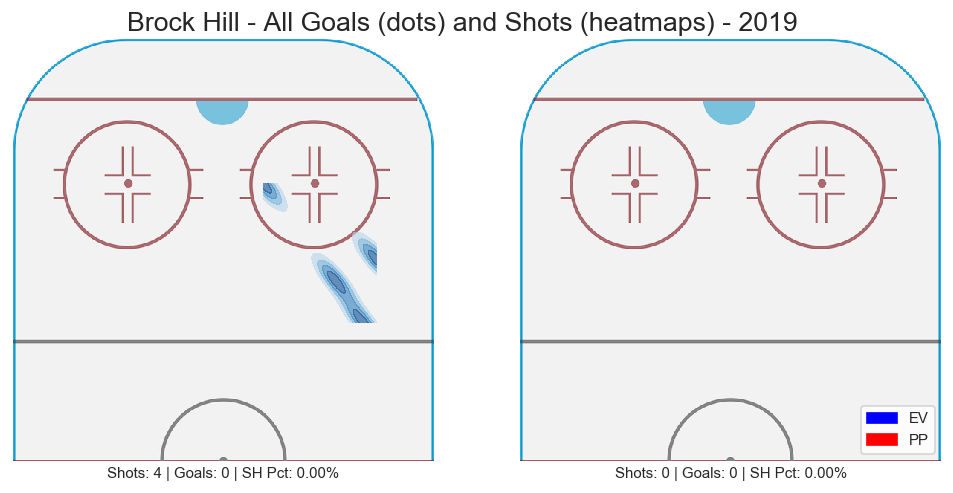 Brock Hill - All Goals (dots) and Shots (heatmaps) - 2019
EV
PP
Shots: 4 | Goals: 0 | SH Pct: 0.00%
Shots: 0 | Goals: 0 | SH Pct: 0.00%